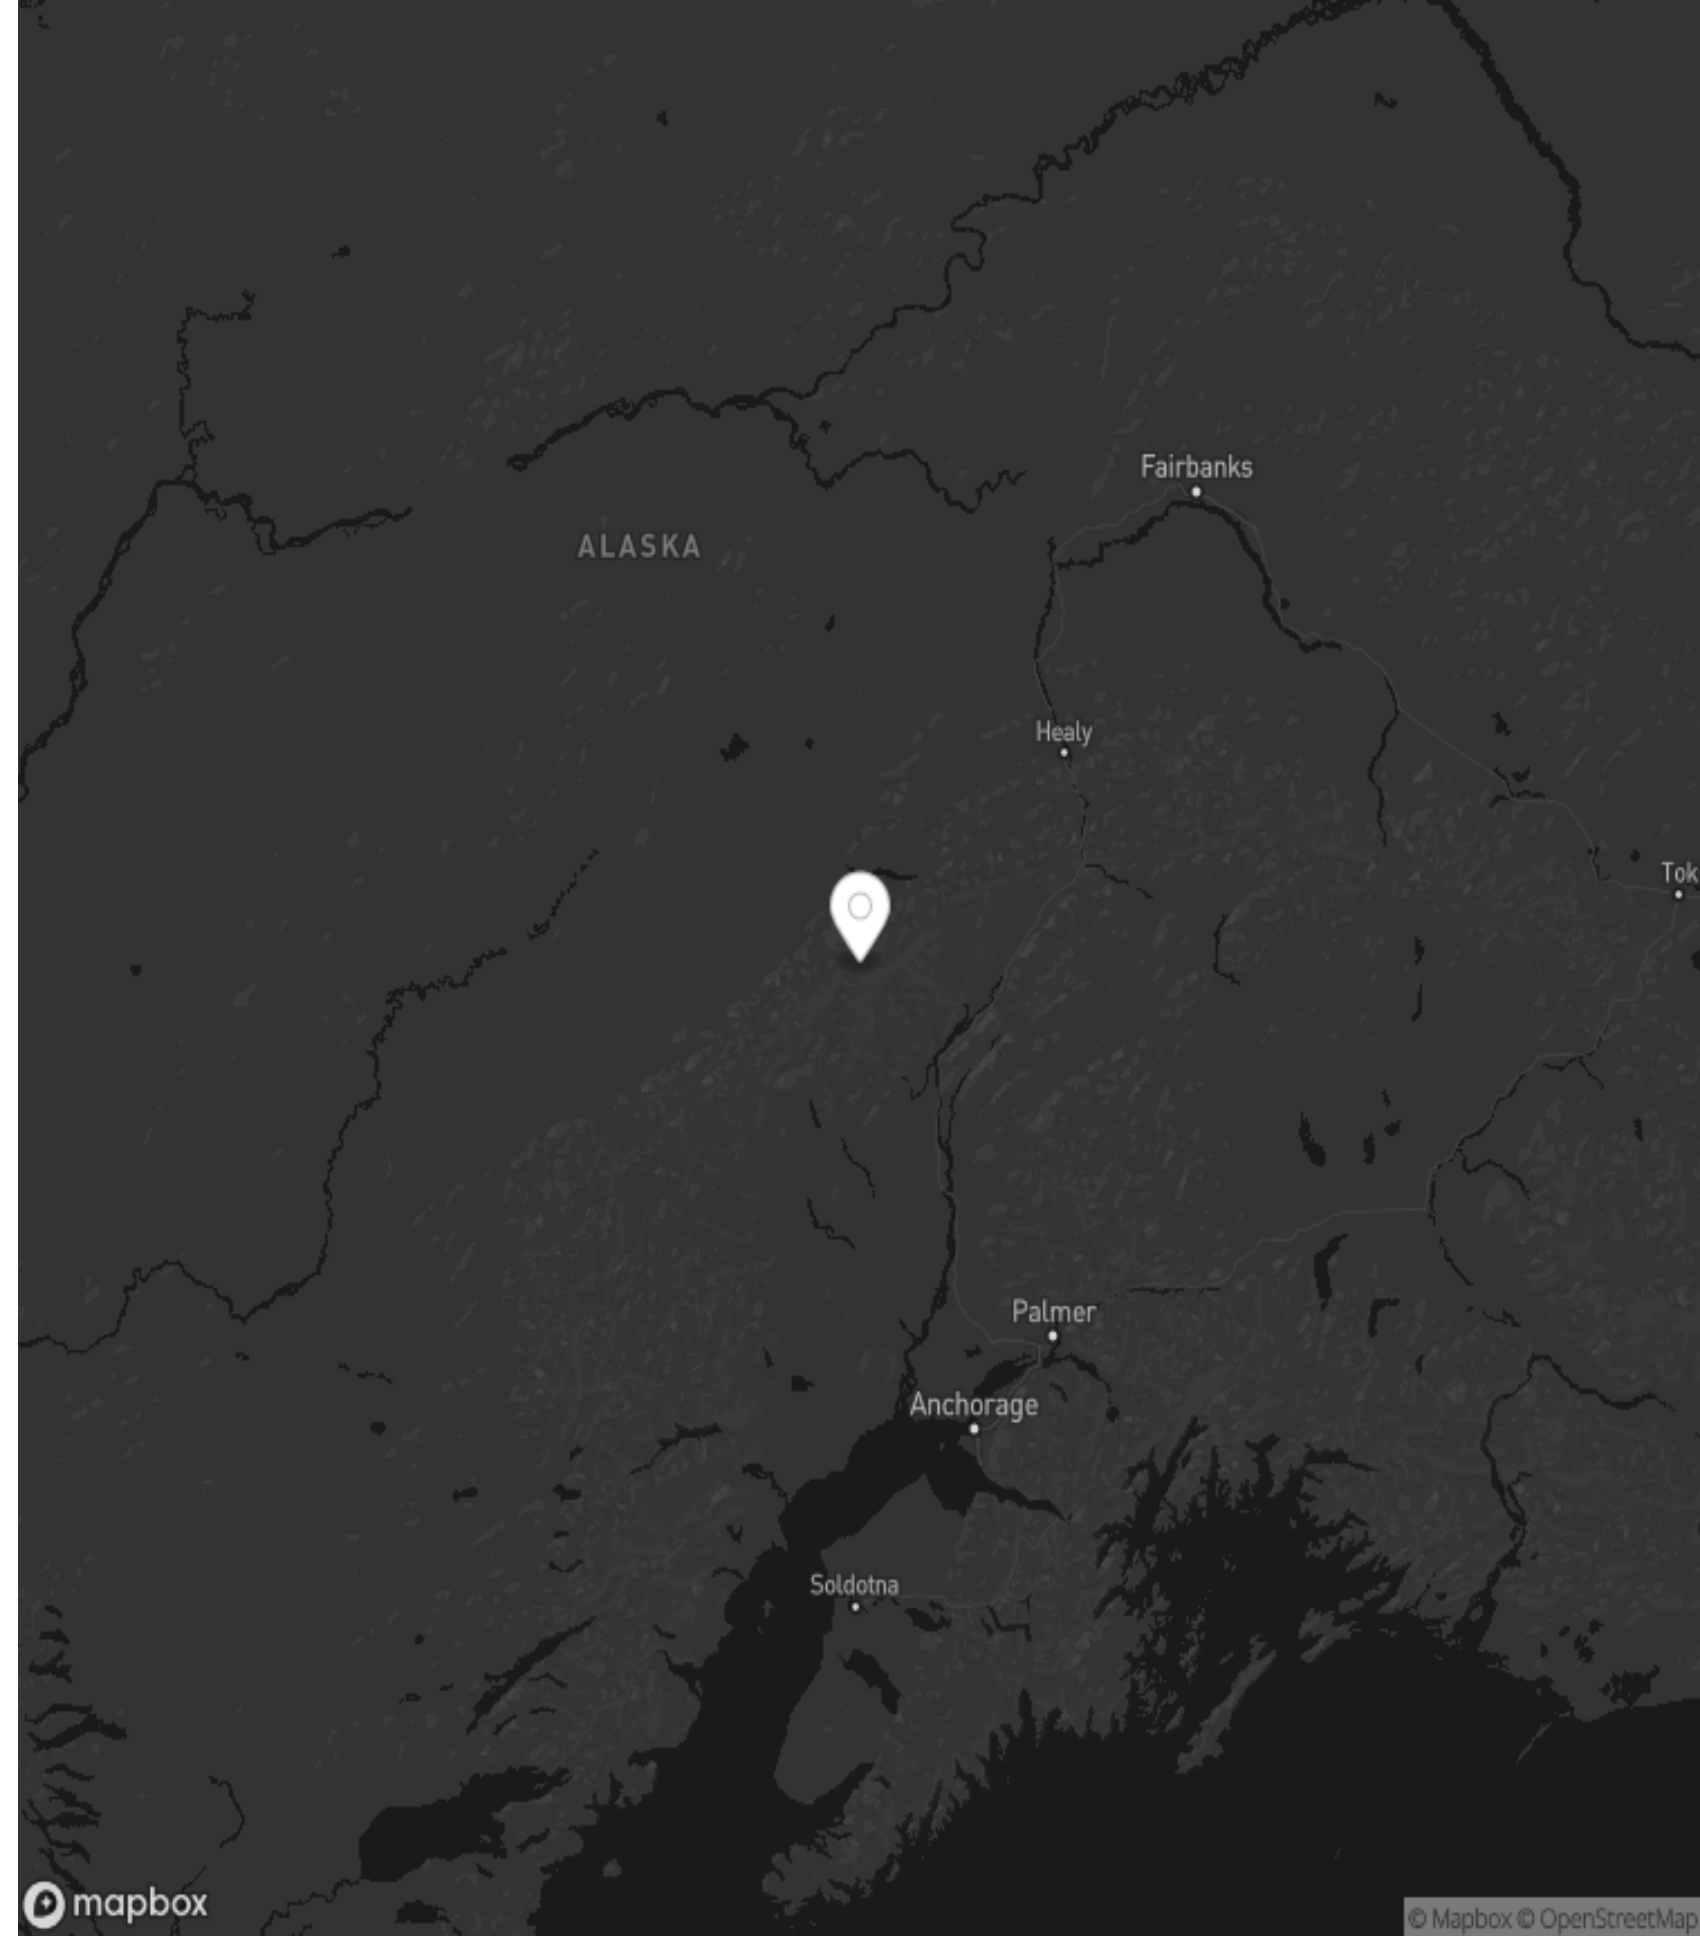 Fairbanks
ALASKA
Healy
Tok
Palmer
Anchorage
Soldotna
mapbox
© Mapbox © OpenStreetMap